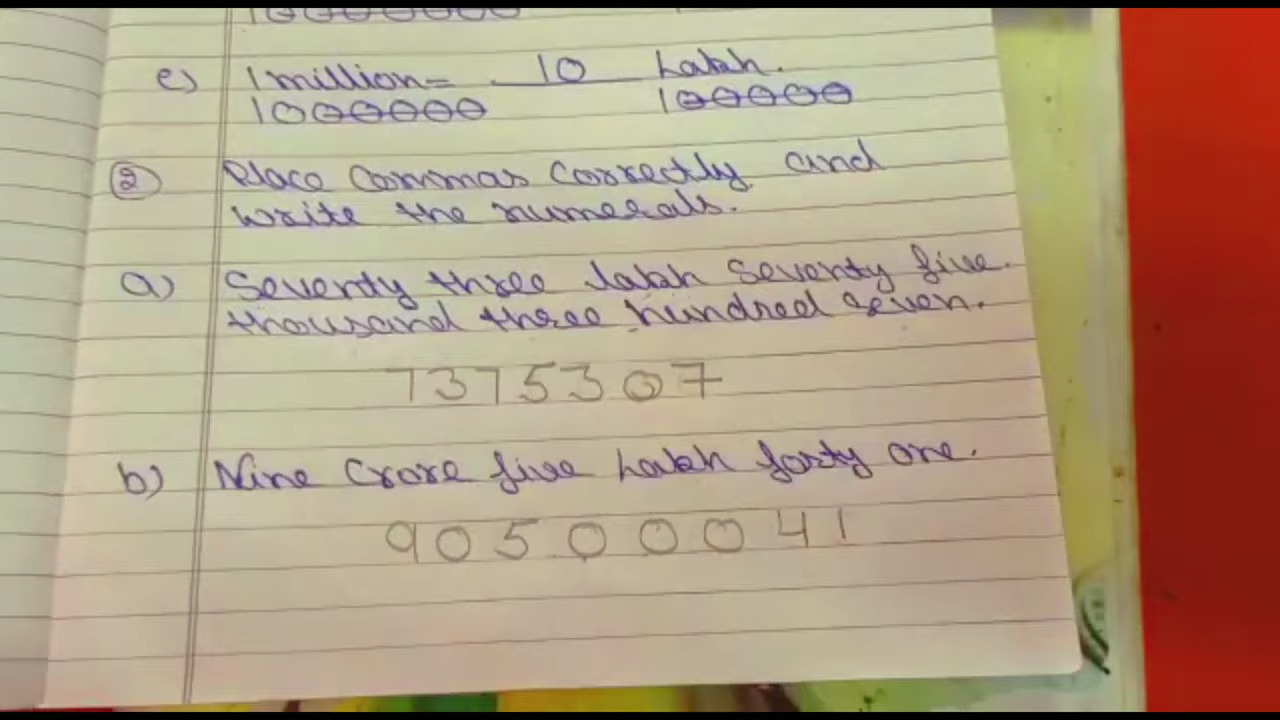 e) 1 million = 10 Lakh.
1000000 100000
② Place Commas Correctly and
write the numerals.
a) Seventy three lakh Seventy five
thousand three hundred seven.
7375307
b) Nine Crore five Lakh forty one.
90500041